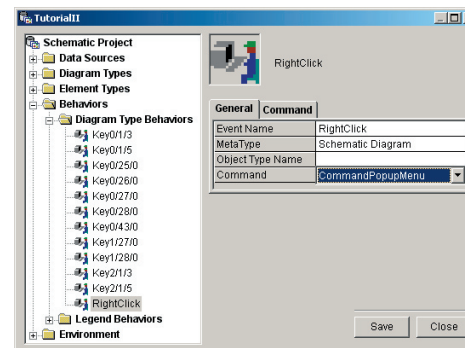 TutorialII
Schematic Project
Data Sources
Diagram Types
Element Types
Behaviors
Diagram Type Behaviors
Key0/1/3
Key0/1/5
Key0/25/0
Key0/26/0
Key0/27/0
Key0/28/0
Key0/43/0
Key1/27/0
Key1/28/0
Key2/1/3
Key2/1/5
RightClick
Legend Behaviors
Environment
RightClick
General Command
Event Name RightClick
MetaType Schematic Diagram
Object Type Name
Command CommandPopupMenu
Save Close